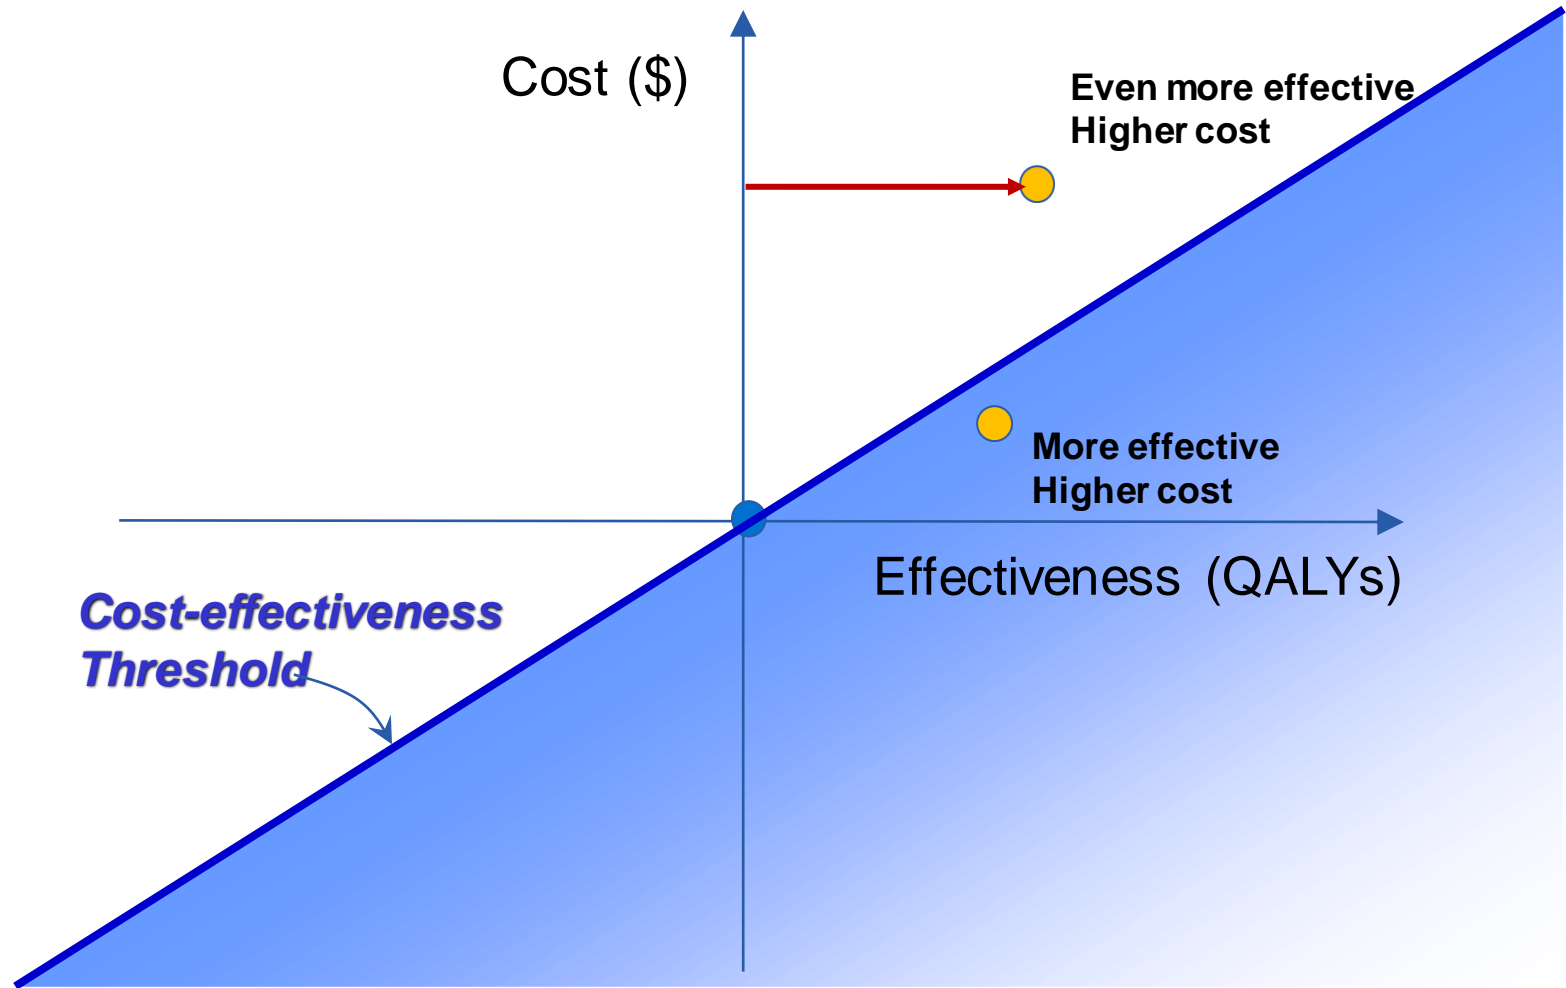 Cost ($)
Even more effective
Higher cost
More effective
Higher cost
Effectiveness (QALYs)
Cost-effectiveness
Threshold